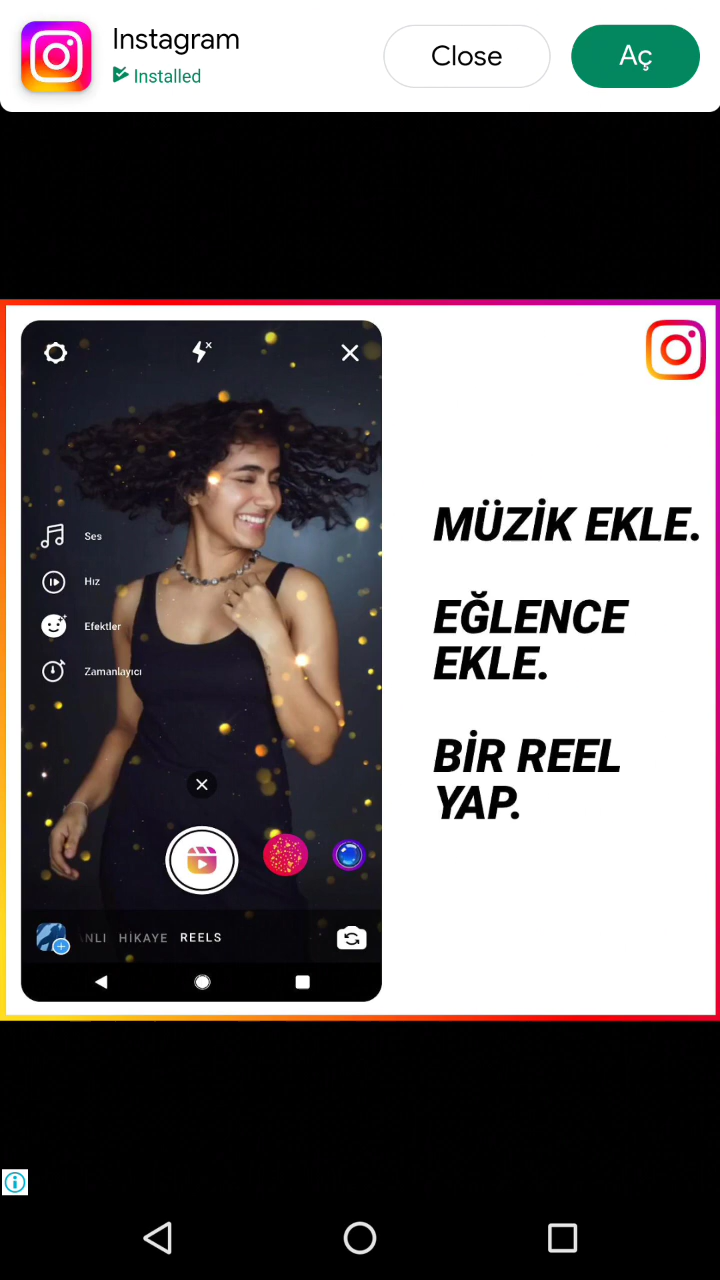 Instagram
Installed
Close
Aç
Ses
Hız
Efektler
Zamanlayıcı
NLI HİKAYE REELS
MÜZİK EKLE.
EĞLENCE
EKLE.
BİR REEL
YAP.